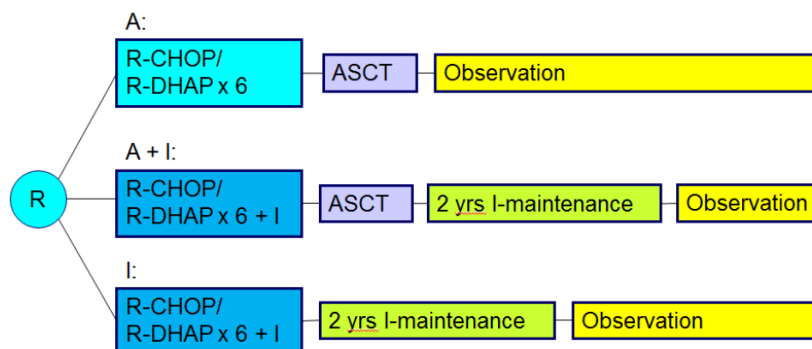 A:
R-CHOP/
R-DHAP x 6
ASCT
Observation
R
A + I:
R-CHOP/
R-DHAP x 6 + I
ASCT
2 yrs I-maintenance
Observation
I:
R-CHOP/
R-DHAP x 6 + I
2 yrs I-maintenance
Observation